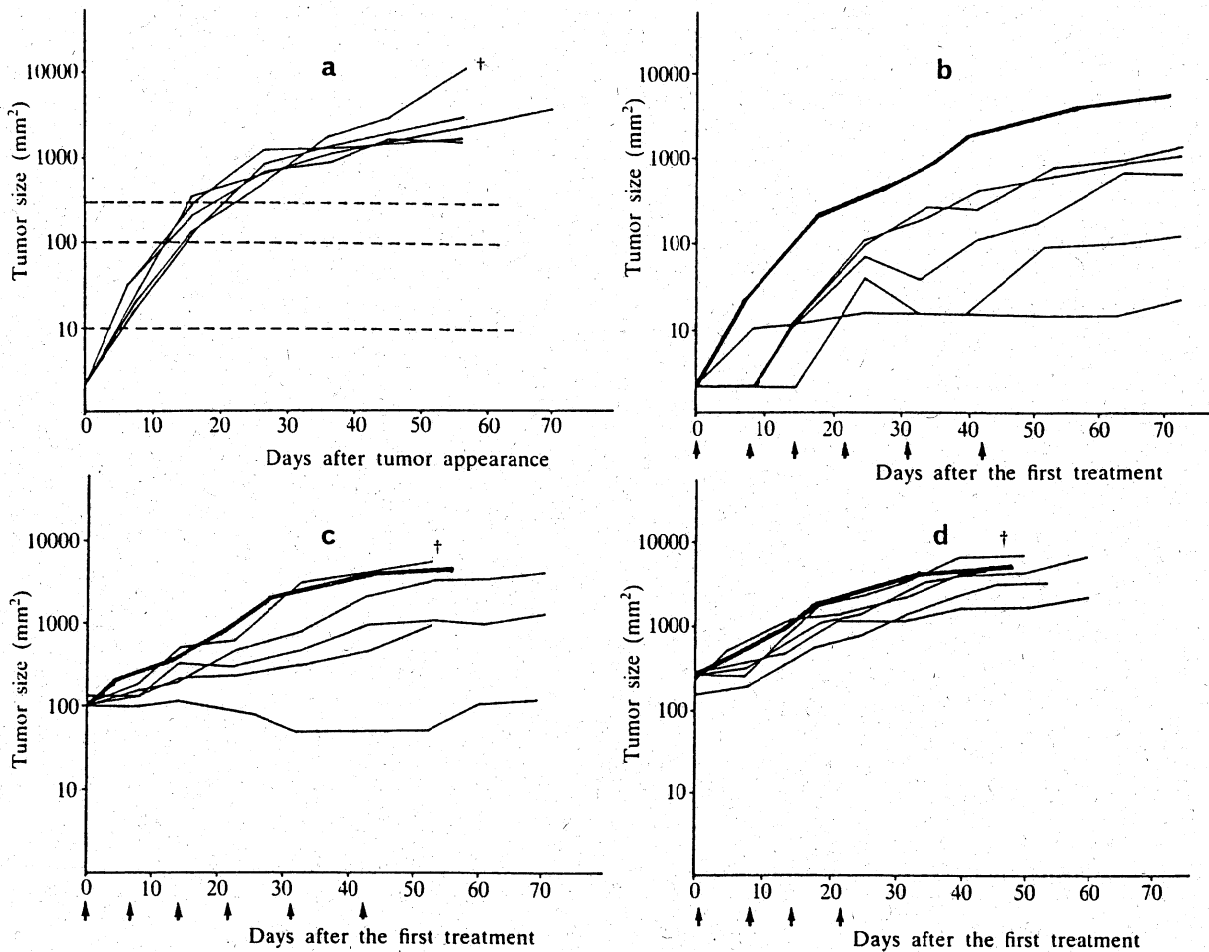 a
†
10000
1000
100
10
Tumor size (mm²)
0 10 20 30 40 50 60 70
Days after tumor appearance
b
10000
1000
100
10
Tumor size (mm²)
0 10 20 30 40 50 60 70
Days after the first treatment
c
†
10000
1000
100
10
Tumor size (mm²)
0 10 20 30 40 50 60 70
Days after the first treatment
d
†
10000
1000
100
10
Tumor size (mm²)
0 10 20 30 40 50 60 70
Days after the first treatment